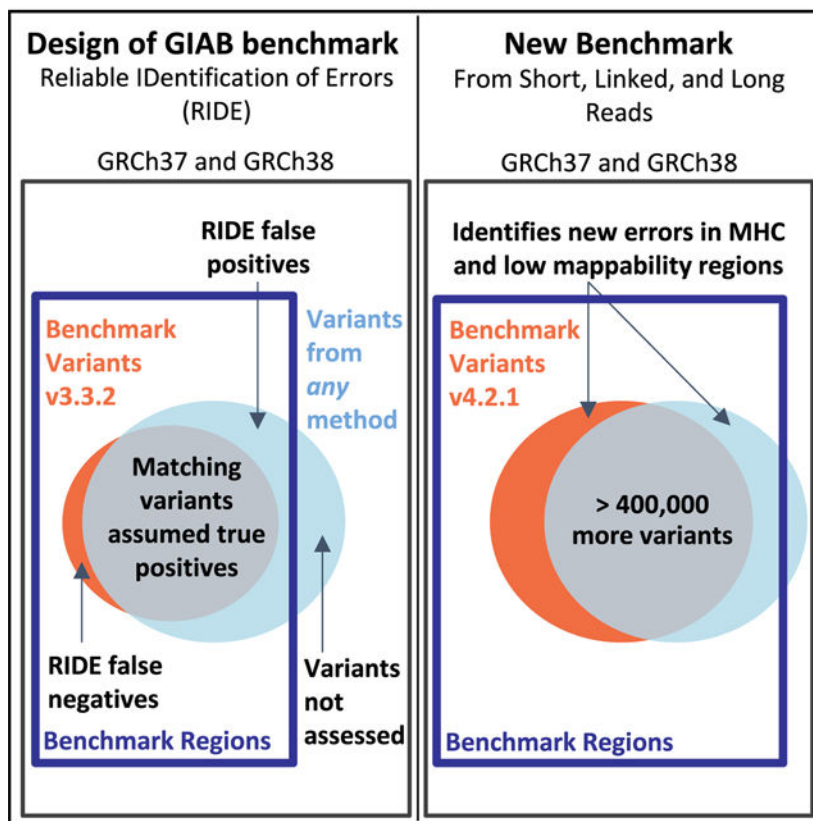 Design of GIAB benchmark
Reliable IDentification of Errors
(RIDE)
GRCh37 and GRCh38
RIDE false
positives
Benchmark
Variants
v3.3.2
Variants
from
any
method
Matching
variants
assumed true
positives
RIDE false
negatives
Variants
not
assessed
Benchmark Regions
New Benchmark
From Short, Linked, and Long
Reads
GRCh37 and GRCh38
Identifies new errors in MHC
and low mappability regions
Benchmark
Variants
v4.2.1
> 400,000
more variants
Benchmark Regions